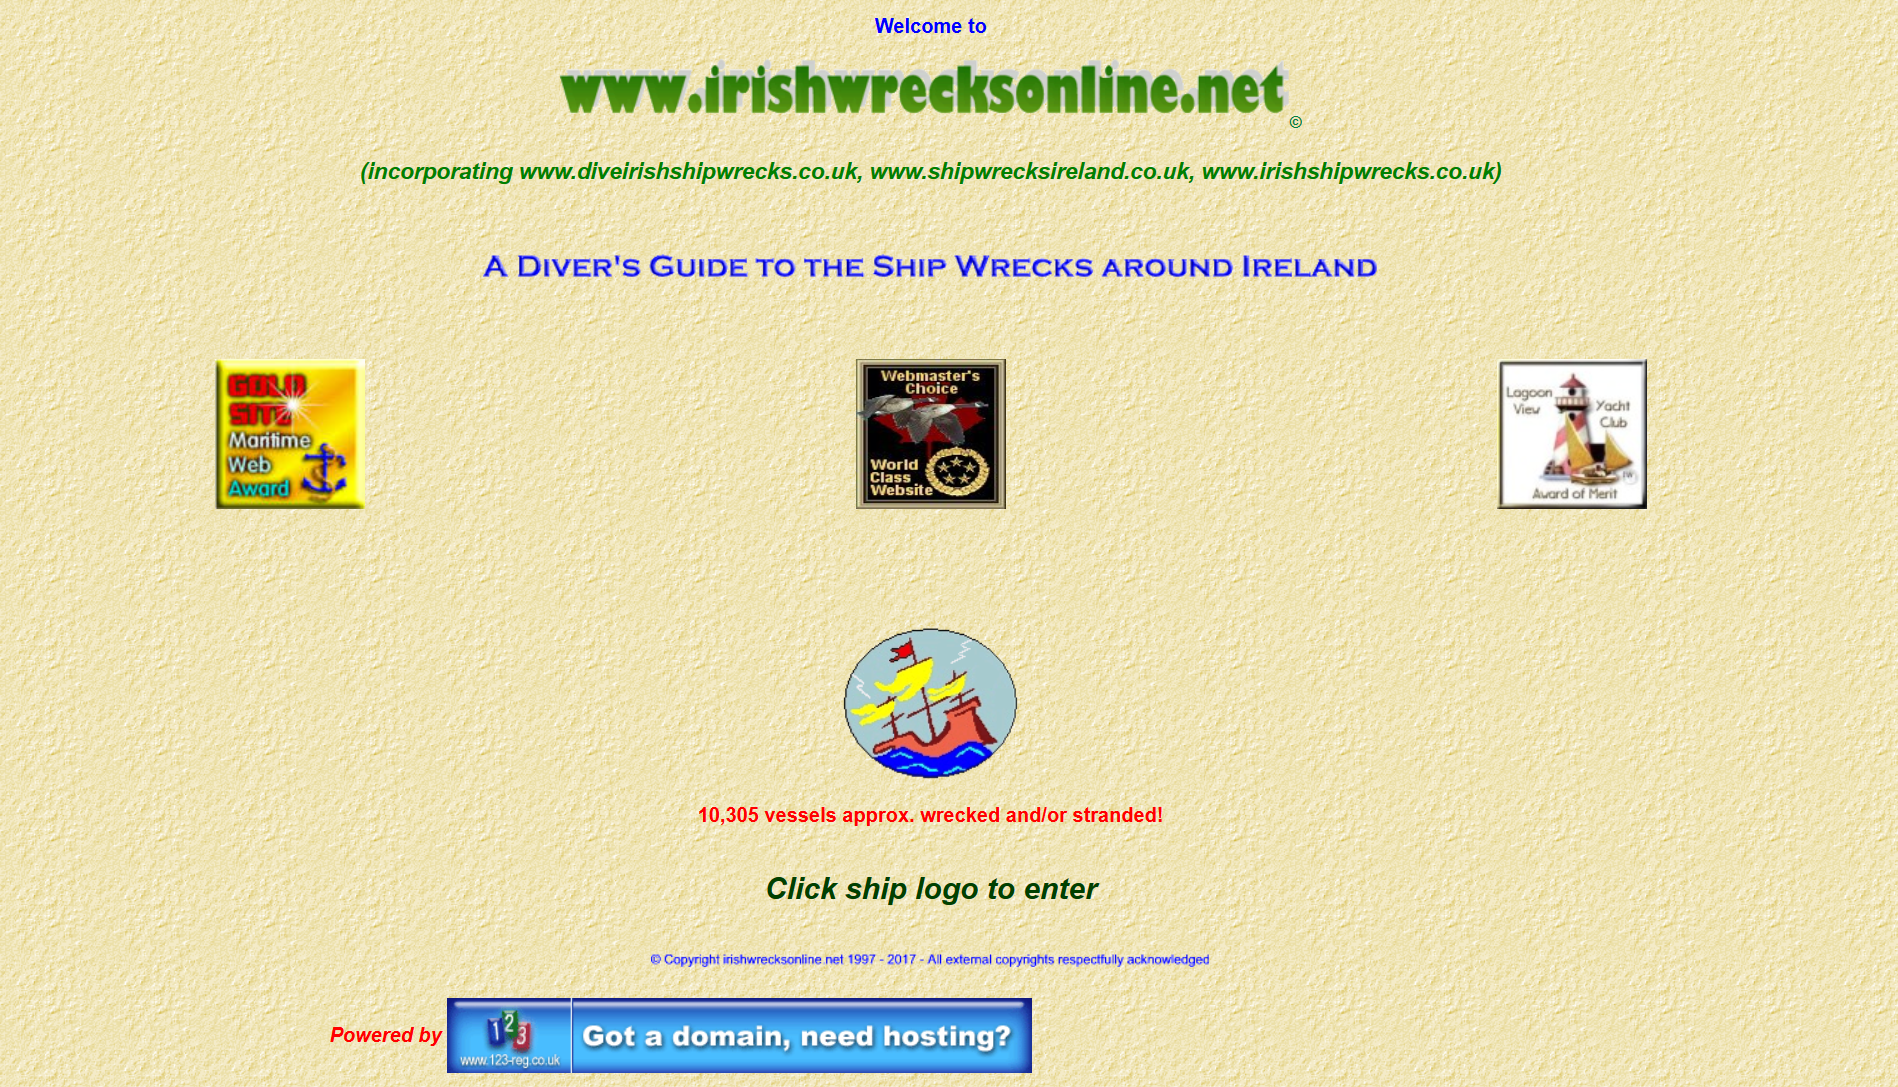 Welcome to
www.irishwrecksonline.net ©
(incorporating www.diveirishshipwrecks.co.uk, www.shipwrecksireland.co.uk, www.irishshipwrecks.co.uk)
A Diver's Guide to the Ship Wrecks around Ireland
GOLD
SITE
Maritime
Web
Award
Webmaster's
Choice
World
Class
Website
Lagoon
View
Yacht
Club
Award of Merit
10,305 vessels approx. wrecked and/or stranded!
Click ship logo to enter
© Copyright irishwrecksonline.net 1997 - 2017 - All external copyrights respectfully acknowledged
Powered by
123
www.123-reg.co.uk
Got a domain, need hosting?